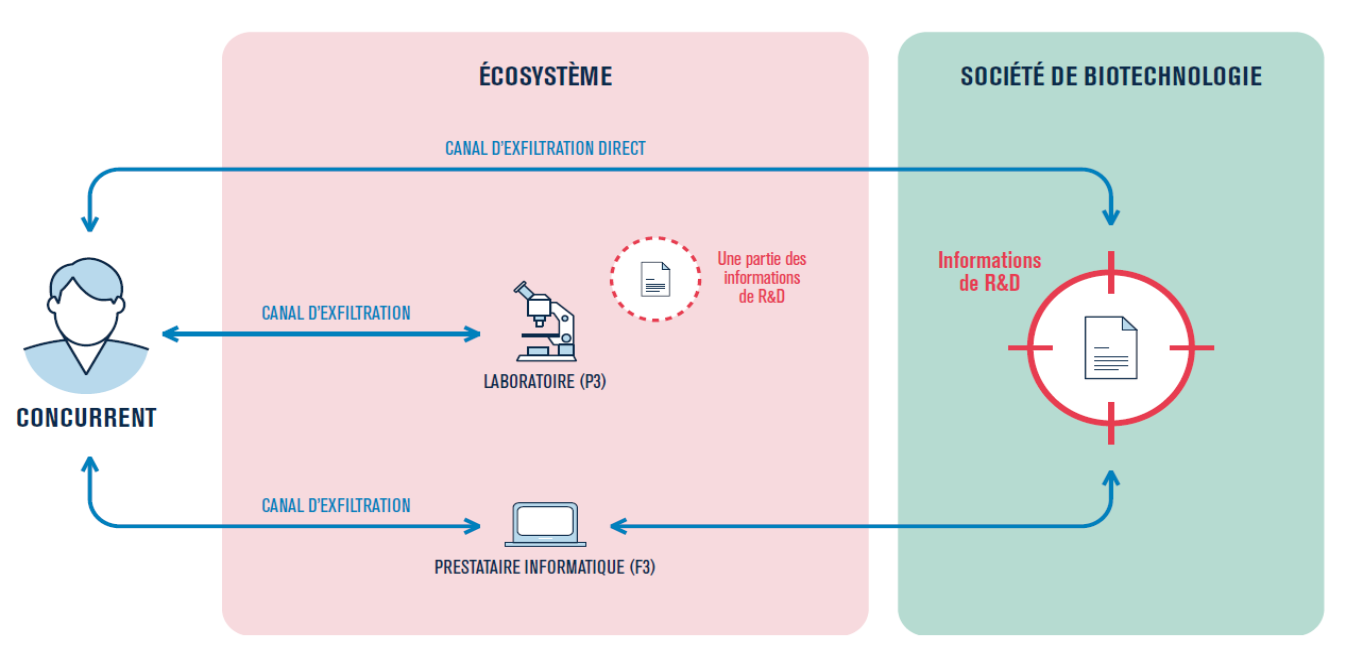 ÉCOSYSTÈME
SOCIÉTÉ DE BIOTECHNOLOGIE
CANAL D'EXFILTRATION DIRECT
Une partie des
informations
de R&D
Informations
de R&D
CANAL D'EXFILTRATION
LABORATOIRE (P3)
CONCURRENT
CANAL D'EXFILTRATION
PRESTATAIRE INFORMATIQUE (F3)